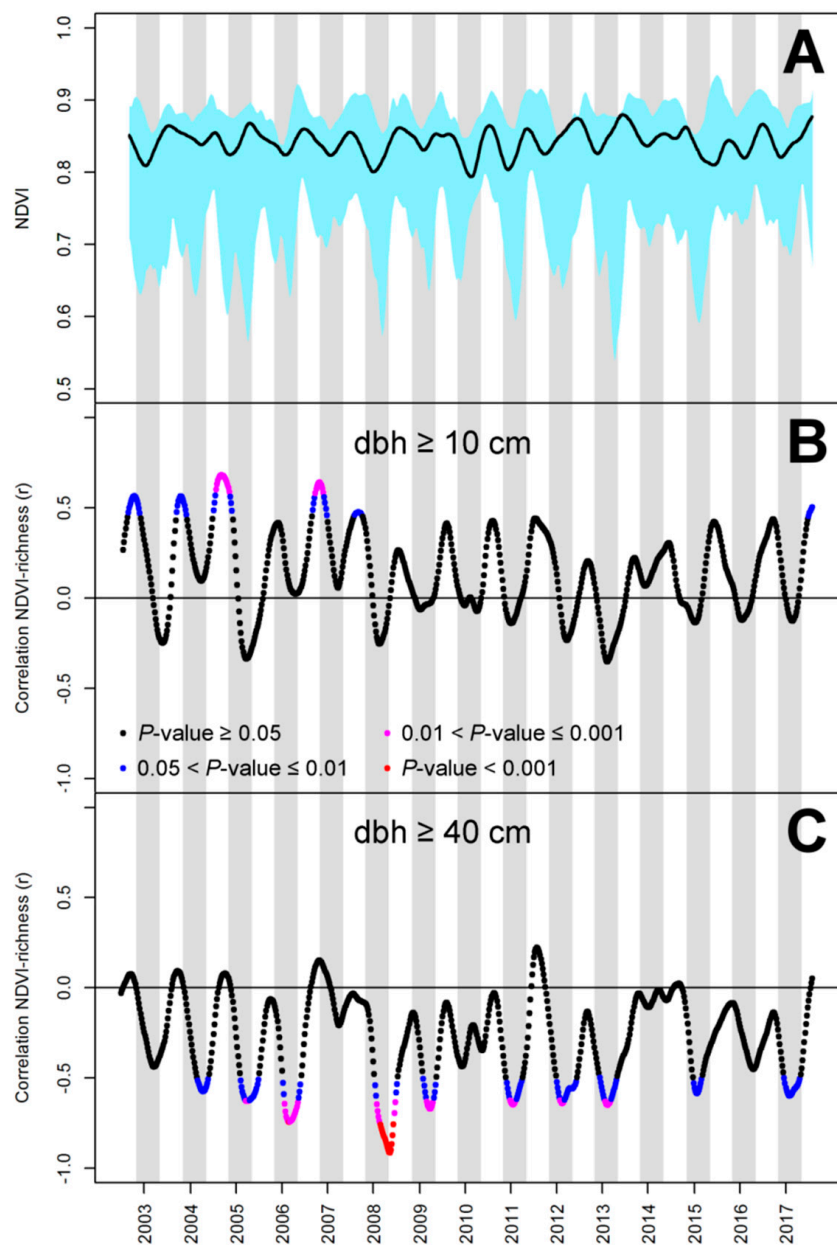 A
1.0
0.9
0.8
0.7
0.6
0.5
NDVI
B
dbh ≥ 10 cm
0.5
0.0
-0.5
-1.0
Correlation NDVI-richness (r)
P-value ≥ 0.05
0.01 < P-value ≤ 0.001
0.05 < P-value ≤ 0.01
P-value < 0.001
C
dbh ≥ 40 cm
0.5
0.0
-0.5
-1.0
Correlation NDVI-richness (r)
2003
2004
2005
2006
2007
2008
2009
2010
2011
2012
2013
2014
2015
2016
2017